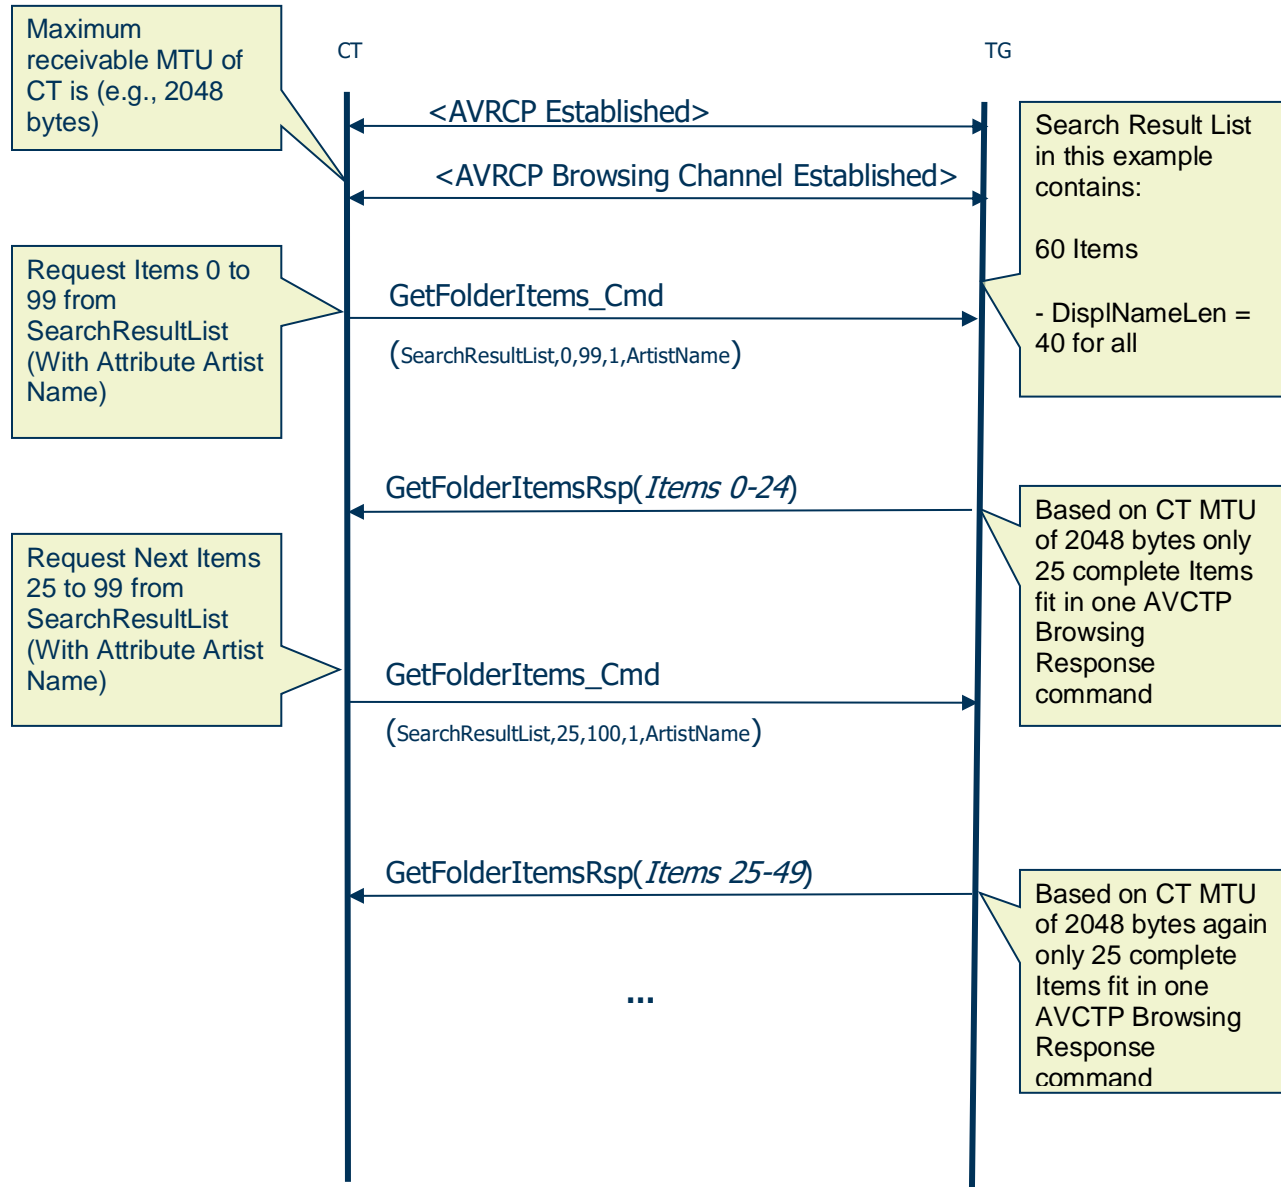 Maximum
receivable MTU of
CT is (e.g., 2048
bytes)
CT
TG
<AVRCP Established>
<AVRCP Browsing Channel Established>
Search Result List
in this example
contains:
60 Items
- DisplNameLen =
40 for all
Request Items 0 to
99 from
SearchResultList
(With Attribute Artist
Name)
GetFolderItems_Cmd
(SearchResultList,0,99,1,ArtistName)
GetFolderItemsRsp(Items 0-24)
Based on CT MTU
of 2048 bytes only
25 complete Items
fit in one AVCTP
Browsing
Response
command
Request Next Items
25 to 99 from
SearchResultList
(With Attribute Artist
Name)
GetFolderItems_Cmd
(SearchResultList,25,100,1,ArtistName)
GetFolderItemsRsp(Items 25-49)
Based on CT MTU
of 2048 bytes again
only 25 complete
Items fit in one
AVCTP Browsing
Response
command
...